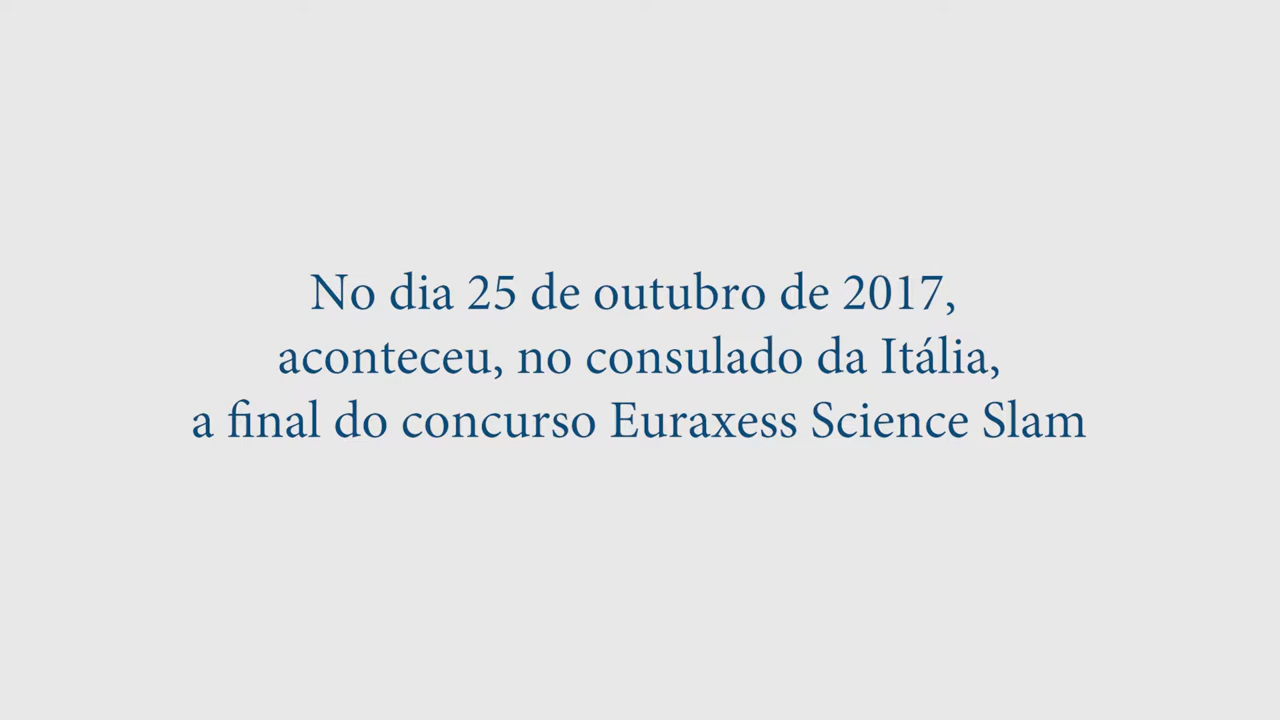 No dia 25 de outubro de 2017,
aconteceu, no consulado da Itália,
a final do concurso Euraxess Science Slam